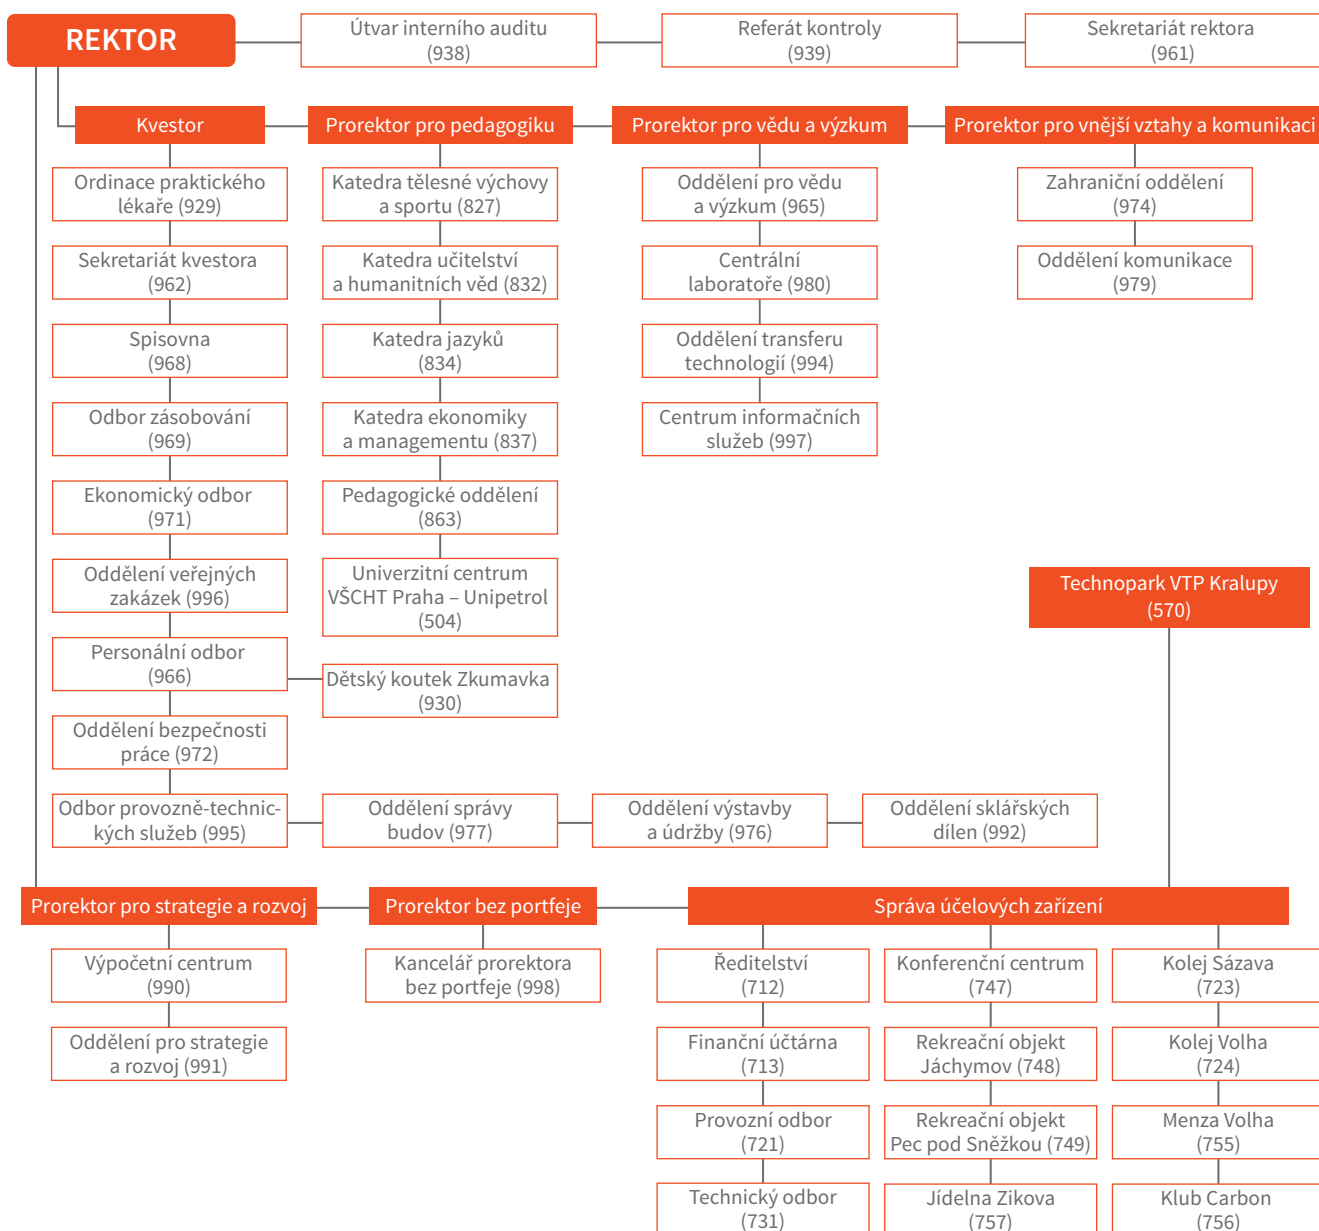 REKTOR
Útvar interního auditu
(938)
Referát kontroly
(939)
Sekretariát rektora
(961)
Kvestor
Prorektor pro pedagogiku
Prorektor pro vědu a výzkum
Prorektor pro vnější vztahy a komunikaci
Ordinace praktického
lékaře (929)
Sekretariát kvestora
(962)
Spisovna
(968)
Odbor zásobování
(969)
Ekonomický odbor
(971)
Oddělení veřejných
zakázek (996)
Personální odbor
(966)
Oddělení bezpečnosti
práce (972)
Odbor provozně-technic-
kých služeb (995)
Katedra tělesné výchovy
a sportu (827)
Katedra učitelství
a humanitních věd (832)
Katedra jazyků
(834)
Katedra ekonomiky
a managementu (837)
Pedagogické oddělení
(863)
Univerzitní centrum
VŠCHT Praha – Unipetrol
(504)
Dětský koutek Zkumavka
(930)
Oddělení správy
budov (977)
Oddělení výstavby
a údržby (976)
Oddělení sklářských
dílen (992)
Oddělení pro vědu
a výzkum (965)
Centrální
laboratoře (980)
Oddělení transferu
technologií (994)
Centrum informačních
služeb (997)
Zahraniční oddělení
(974)
Oddělení komunikace
(979)
Technopark VTP Kralupy
(570)
Prorektor pro strategie a rozvoj
Prorektor bez portfeje
Správa účelových zařízení
Výpočetní centrum
(990)
Oddělení pro strategie
a rozvoj (991)
Kancelář prorektora
bez portfeje (998)
Ředitelství
(712)
Finanční účtárna
(713)
Provozní odbor
(721)
Technický odbor
(731)
Konferenční centrum
(747)
Rekreační objekt
Jáchymov (748)
Rekreační objekt
Pec pod Sněžkou (749)
Jídelna Zikova
(757)
Kolej Sázava
(723)
Kolej Volha
(724)
Menza Volha
(755)
Klub Carbon
(756)